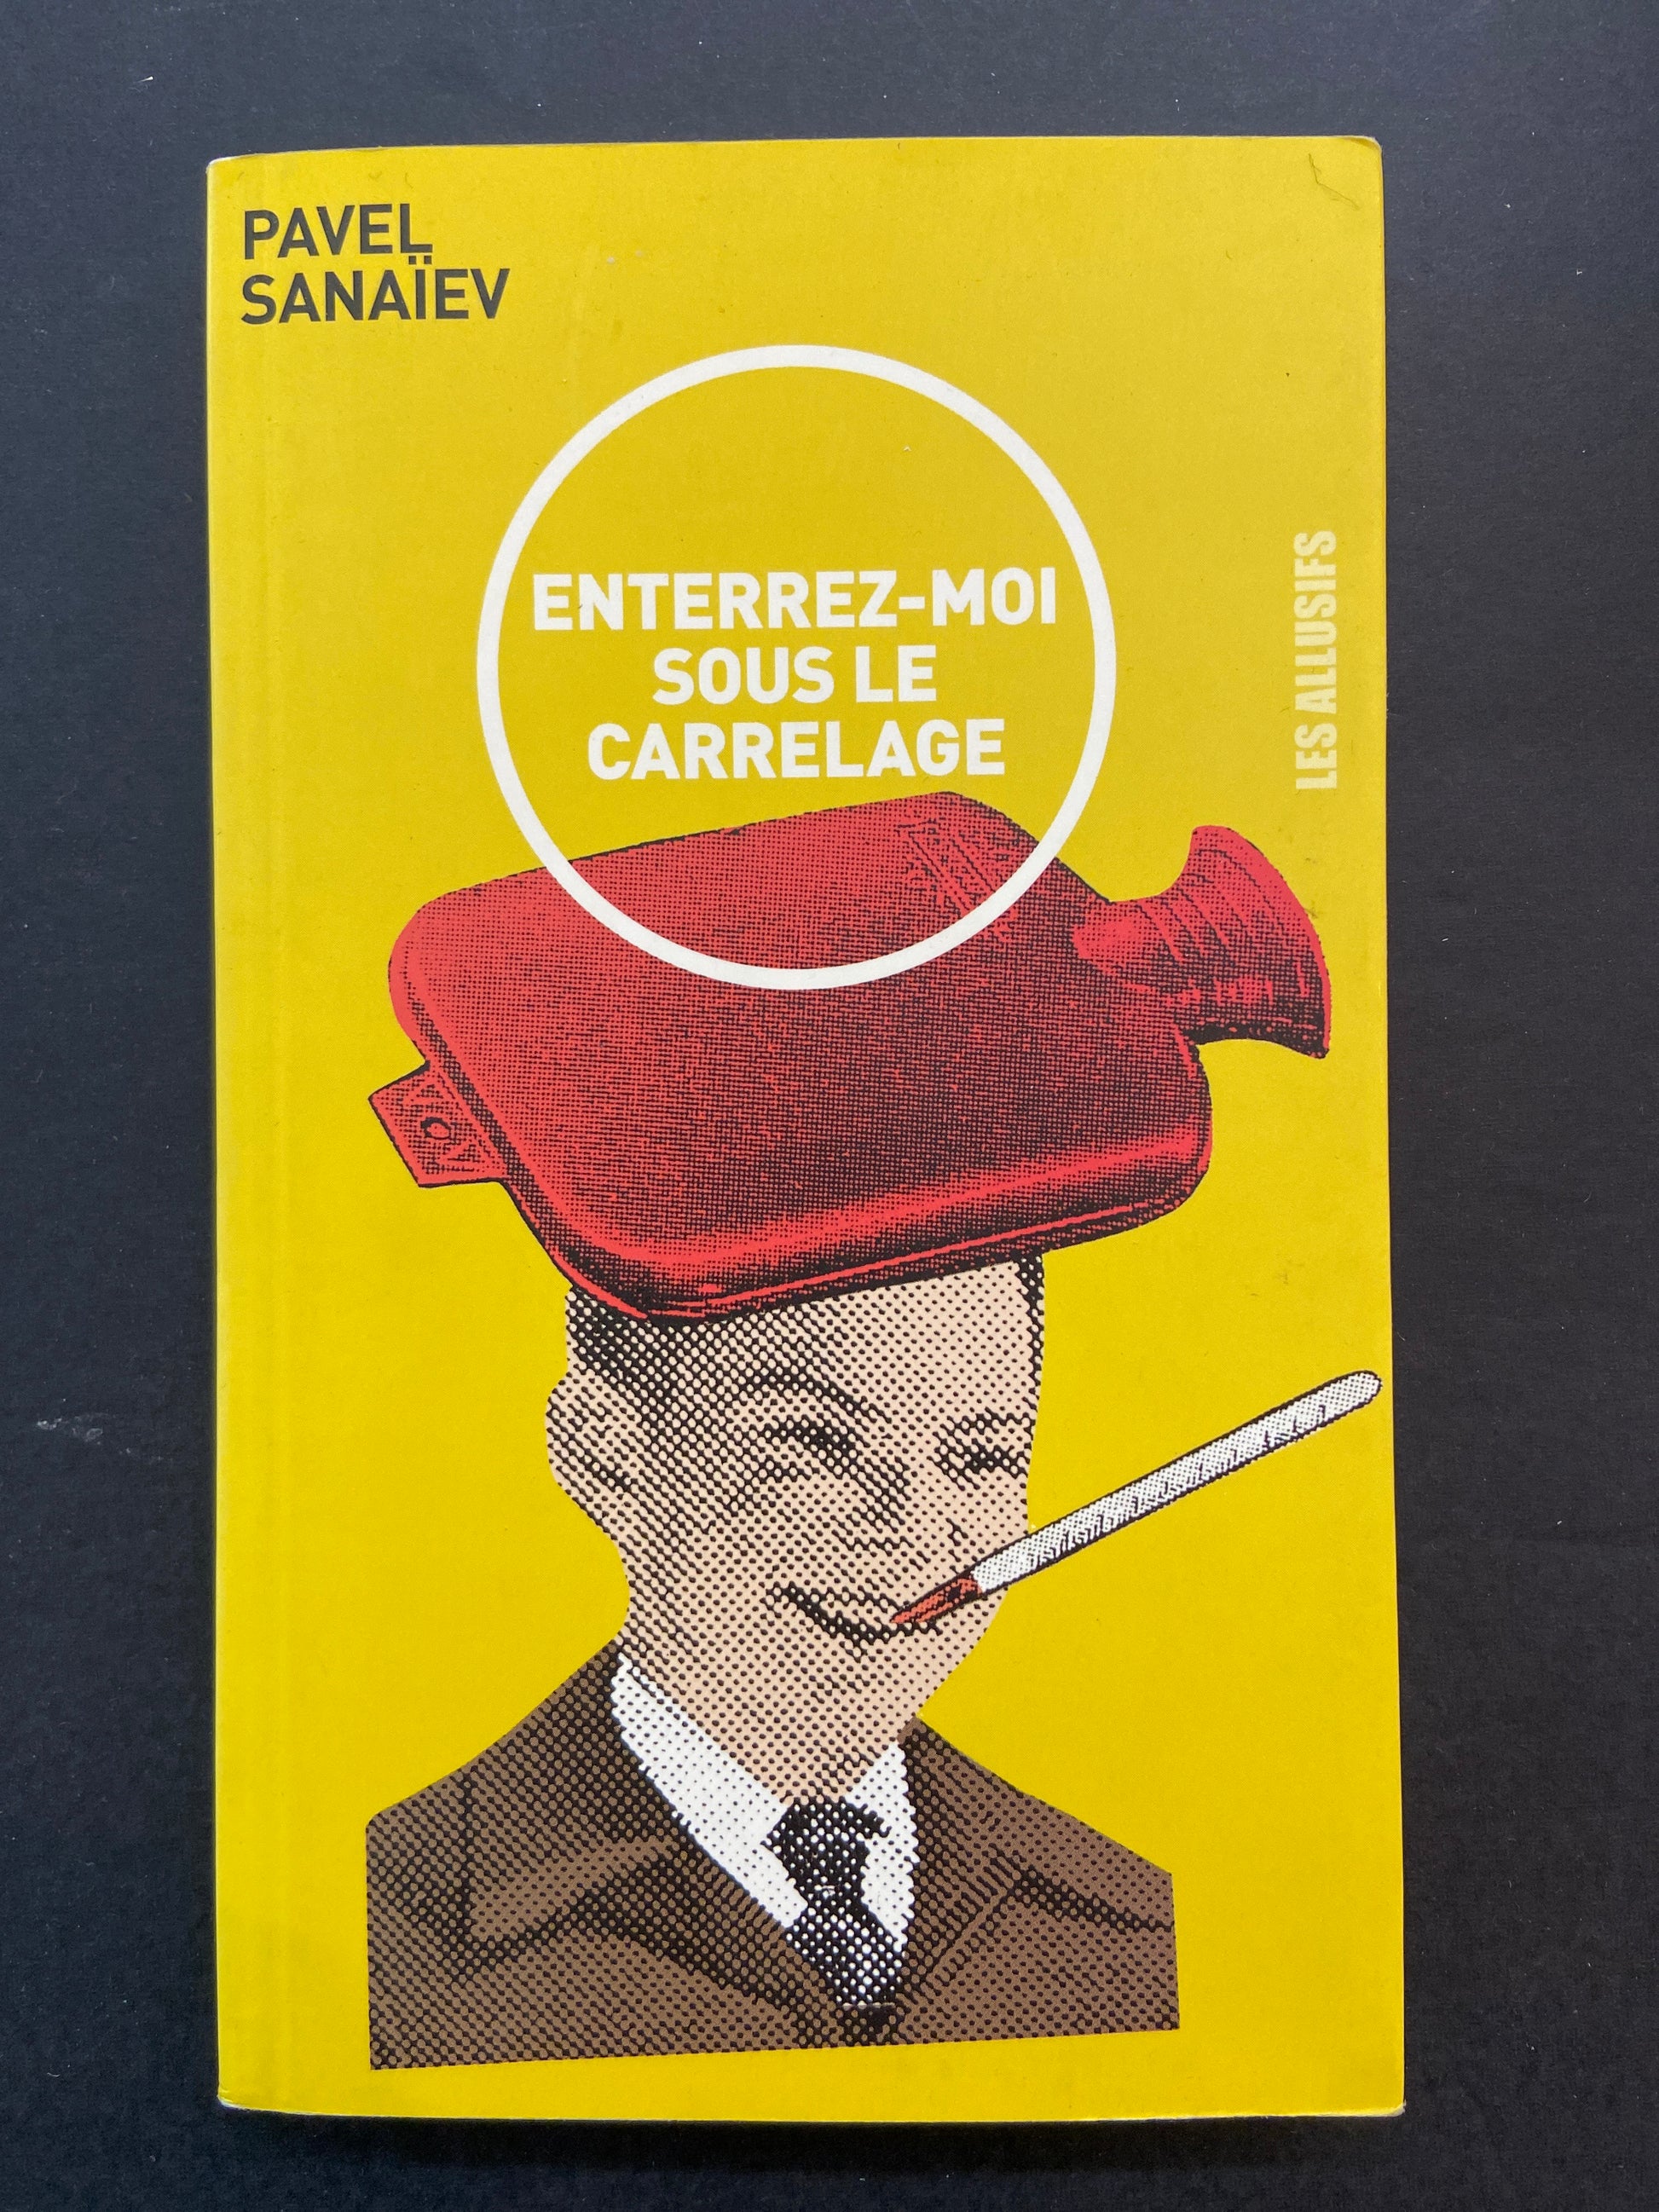 PAVEL
SANAÏEV
ENTERREZ-MOI
SOUS LE
CARRELAGE
LES ALLUSIFS